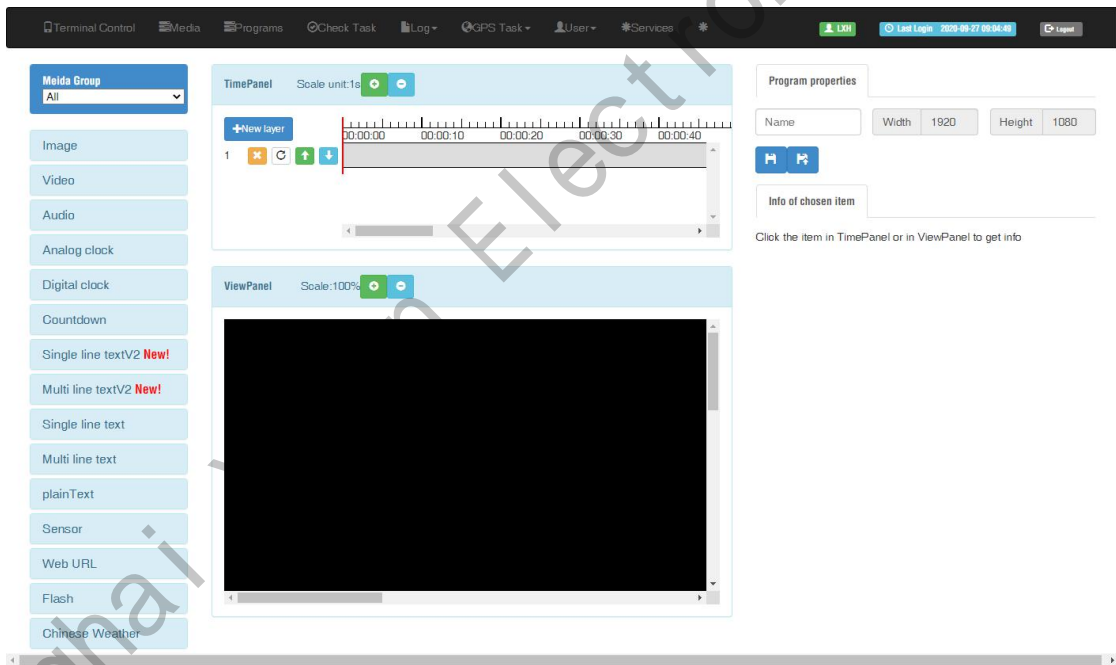 Terminal Control Media Programs Check Task Log GPS Task User Services LXH Last Login 2020-09-27 09:04:49 Logout
Meida Group
All
Image
Video
Audio
Analog clock
Digital clock
Countdown
Single line textV2 New!
Multi line textV2 New!
Single line text
Multi line text
plainText
Sensor
Web URL
Flash
Chinese Weather
TimePanel Scale unit:1s
New layer
00:00:00 00:00:10 00:00:20 00:00:30 00:00:40
1
ViewPanel Scale:100%
Program properties
Name Width 1920 Height 1080
Info of chosen item
Click the item in TimePanel or in ViewPanel to get info